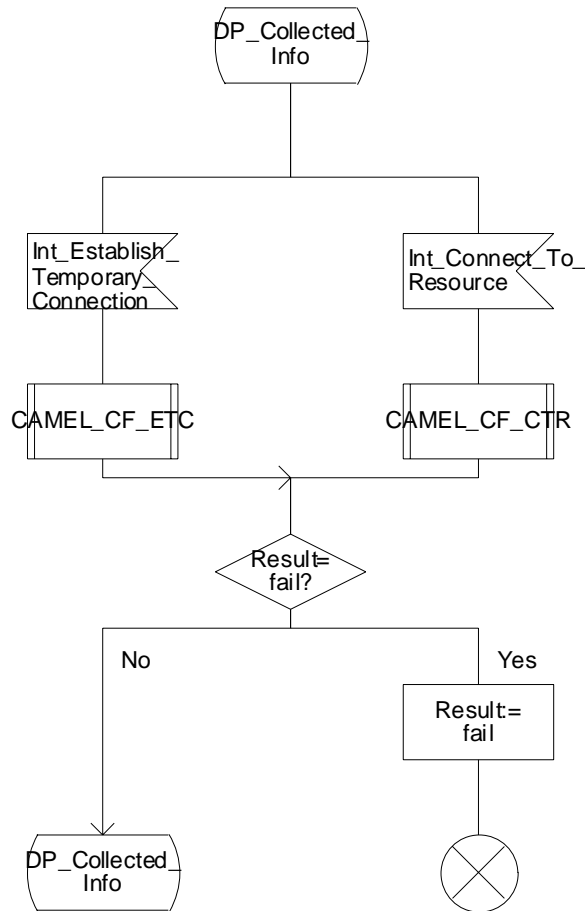 DP_Collected_
Info
Int_Establish_
Temporary_
Connection
Int_Connect_To_
Resource
CAMEL_CF_ETC
CAMEL_CF_CTR
Result=
fail?
No
Yes
Result:=
fail
DP_Collected_
Info